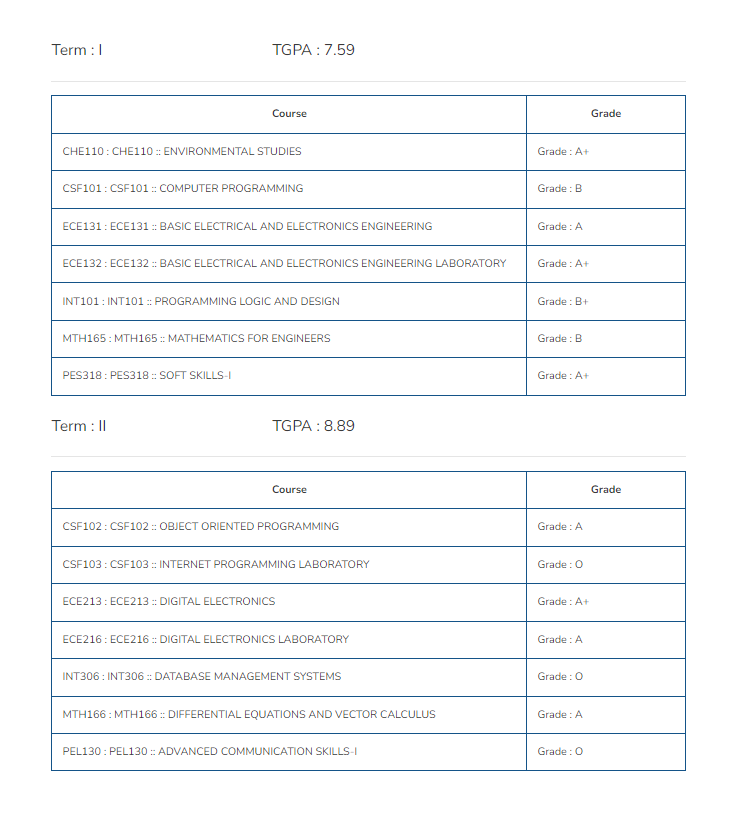 Term : I TGPA : 7.59
Course Grade
CHE110 : CHE110 :: ENVIRONMENTAL STUDIES Grade : A+
CSF101 : CSF101 :: COMPUTER PROGRAMMING Grade : B
ECE131 : ECE131 :: BASIC ELECTRICAL AND ELECTRONICS ENGINEERING Grade : A
ECE132 : ECE132 :: BASIC ELECTRICAL AND ELECTRONICS ENGINEERING LABORATORY Grade : A+
INT101 : INT101 :: PROGRAMMING LOGIC AND DESIGN Grade : B+
MTH165 : MTH165 :: MATHEMATICS FOR ENGINEERS Grade : B
PES318 : PES318 :: SOFT SKILLS-I Grade : A+
Term : II TGPA : 8.89
Course Grade
CSF102 : CSF102 :: OBJECT ORIENTED PROGRAMMING Grade : A
CSF103 : CSF103 :: INTERNET PROGRAMMING LABORATORY Grade : O
ECE213 : ECE213 :: DIGITAL ELECTRONICS Grade : A+
ECE216 : ECE216 :: DIGITAL ELECTRONICS LABORATORY Grade : A
INT306 : INT306 :: DATABASE MANAGEMENT SYSTEMS Grade : O
MTH166 : MTH166 :: DIFFERENTIAL EQUATIONS AND VECTOR CALCULUS Grade : A
PEL130 : PEL130 :: ADVANCED COMMUNICATION SKILLS-I Grade : O